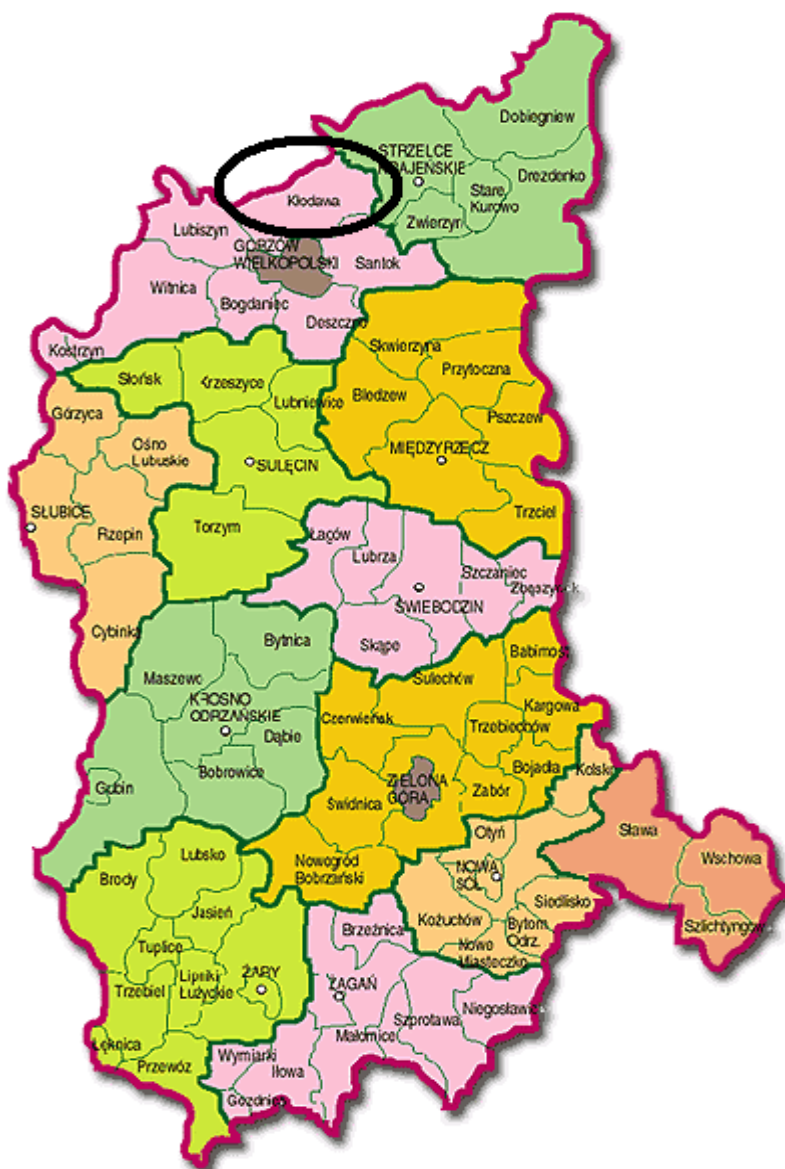 Dobiegniew
STRZELCE
KRAJEŃSKIE
Drezdenko
Stare
Kurowo
Zwierzyn
Kłodawa
Lubiszyn
GORZÓW
WIELKOPOLSKI
Santok
Witnica
Bogdaniec
Deszczno
Kostrzyn
Skwierzyna
Przytoczna
Słońsk
Krzeszyce
Lubniewice
Bledzew
Pszczew
Górzyca
Ośno
Lubuskie
MIĘDZYRZECZ
SULĘCIN
SŁUBICE
Rzepin
Torzym
Trzciel
Łagów
Lubrza
Szczaniec
Zbąszynek
ŚWIEBODZIN
Cybinka
Bytnica
Skąpe
Babimost
Maszewo
Sulechów
KROSNO
ODRZAŃSKIE
Czerwieńsk
Kargowa
Trzebiechów
Dąbie
Bobrowice
Bojadła
Kolsko
Gubin
ZIELONA
GÓRA
Zabór
Świdnica
Otyń
Sława
Lubsko
Brody
Nowogród
Bobrzański
NOWA
SÓL
Wschowa
Jasień
Siedlisko
Kożuchów
Bytom
Odrz.
Szlichtyngów
Brzeźnica
Nowe
Miasteczko
Tuplice
Lipniki
Łużyckie
ŻARY
Trzebiel
ŻAGAŃ
Niegosławice
Szprotawa
Małomice
Łęknica
Przewóz
Wymiarki
Iłowa
Gozdnica